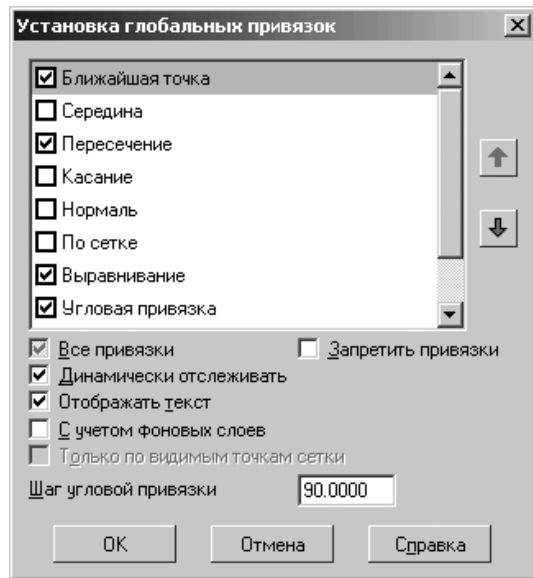 Установка глобальных привязок
Ближайшая точка
Середина
Пересечение
Касание
Нормаль
По сетке
Выравнивание
Угловая привязка
Все привязки
Запретить привязки
Динамически отслеживать
Отображать текст
С учетом фоновых слоев
Только по видимым точкам сетки
Шаг угловой привязки 90.0000
OK Отмена Справка